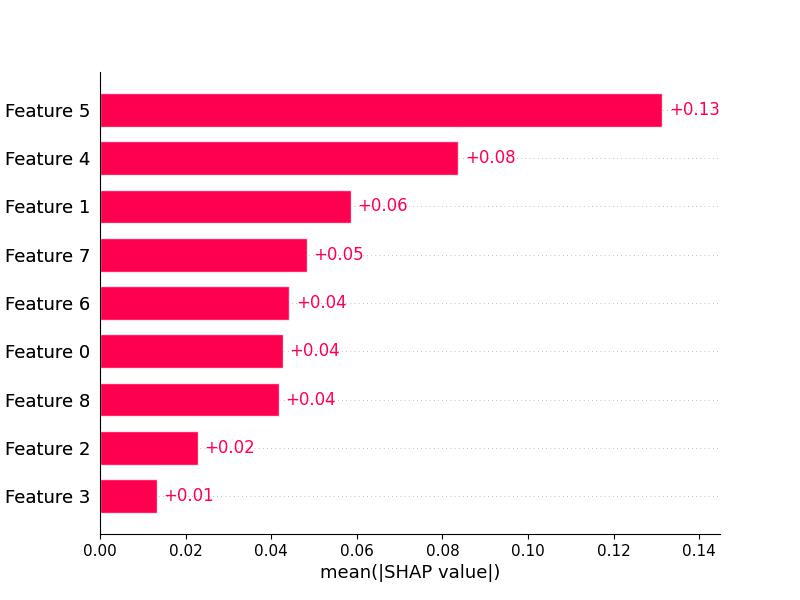 Feature 5 +0.13
Feature 4 +0.08
Feature 1 +0.06
Feature 7 +0.05
Feature 6 +0.04
Feature 0 +0.04
Feature 8 +0.04
Feature 2 +0.02
Feature 3 +0.01
0.00 0.02 0.04 0.06 0.08 0.10 0.12 0.14
mean(|SHAP value|)